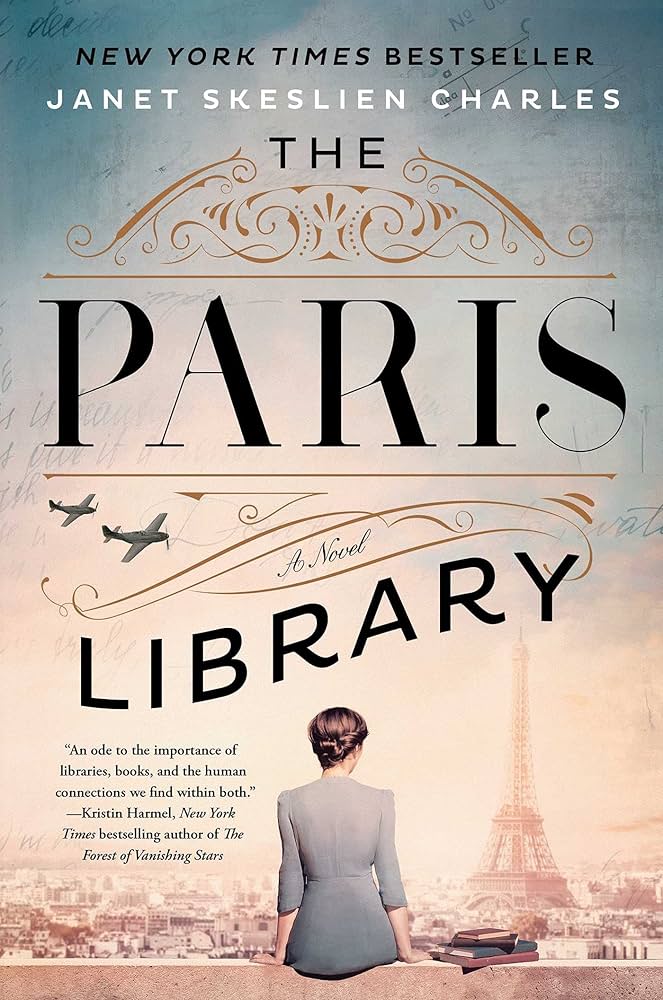 NEW YORK TIMES BESTSELLER
JANET SKESLIEN CHARLES
THE
PARIS
A Novel
LIBRARY
“An ode to the importance of
libraries, books, and the human
connections we find within both.”
—Kristin Harmel, New York
Times bestselling author of The
Forest of Vanishing Stars